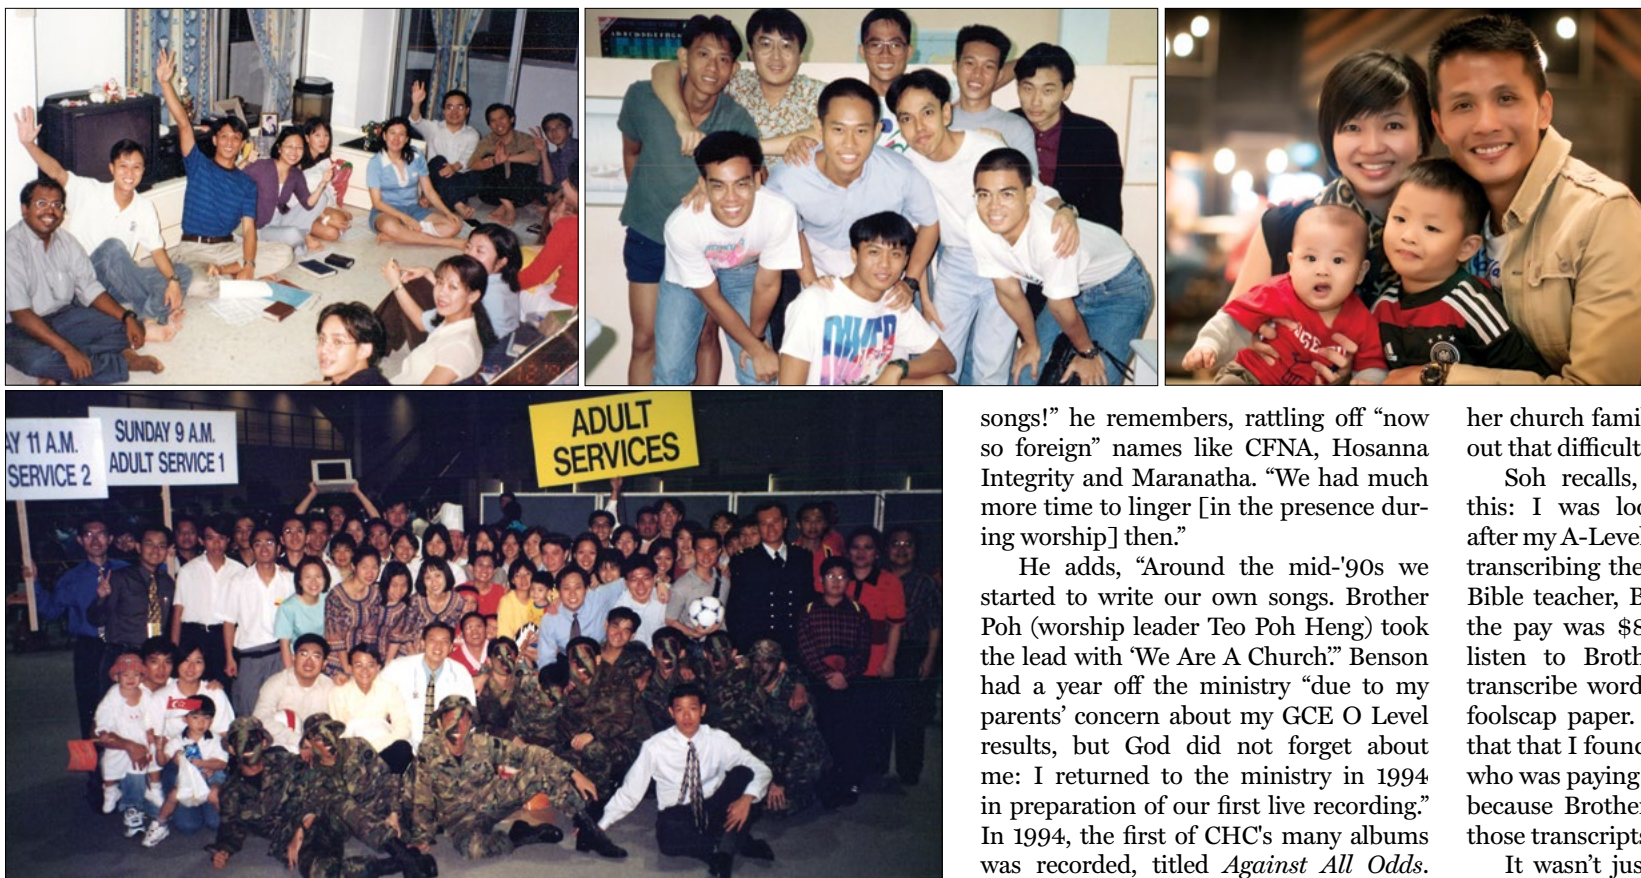 AY 11 A.M.
SERVICE 2
SUNDAY 9 A.M.
ADULT SERVICE 1
ADULT
SERVICES
songs!” he remembers, rattling off “now
so foreign” names like CFNA, Hosanna
Integrity and Maranatha. “We had much
more time to linger [in the presence dur-
ing worship] then.”
He adds, “Around the mid-'90s we
started to write our own songs. Brother
Poh (worship leader Teo Poh Heng) took
the lead with ‘We Are A Church’.” Benson
had a year off the ministry “due to my
parents’ concern about my GCE O Level
results, but God did not forget about
me: I returned to the ministry in 1994
in preparation of our first live recording.”
In 1994, the first of CHC's many albums
was recorded, titled Against All Odds.
her church fami
out that difficult
Soh recalls,
this: I was loo
after my A-Level
transcribing the
Bible teacher, B
the pay was $8
listen to Broth
transcribe word
foolscap paper.
that that I found
who was paying
because Brother
those transcripts
It wasn’t jus